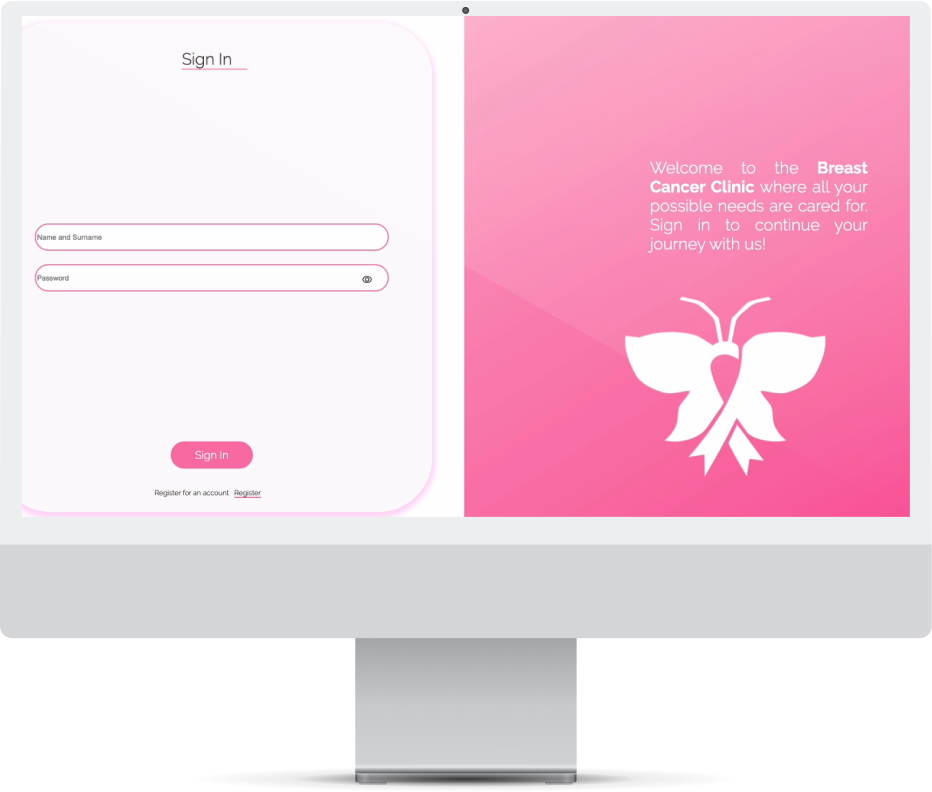 Sign In
Name and Surname
Password
Sign In
Register for an account Register
Welcome to the Breast
Cancer Clinic where all your
possible needs are cared for.
Sign in to continue your
journey with us!